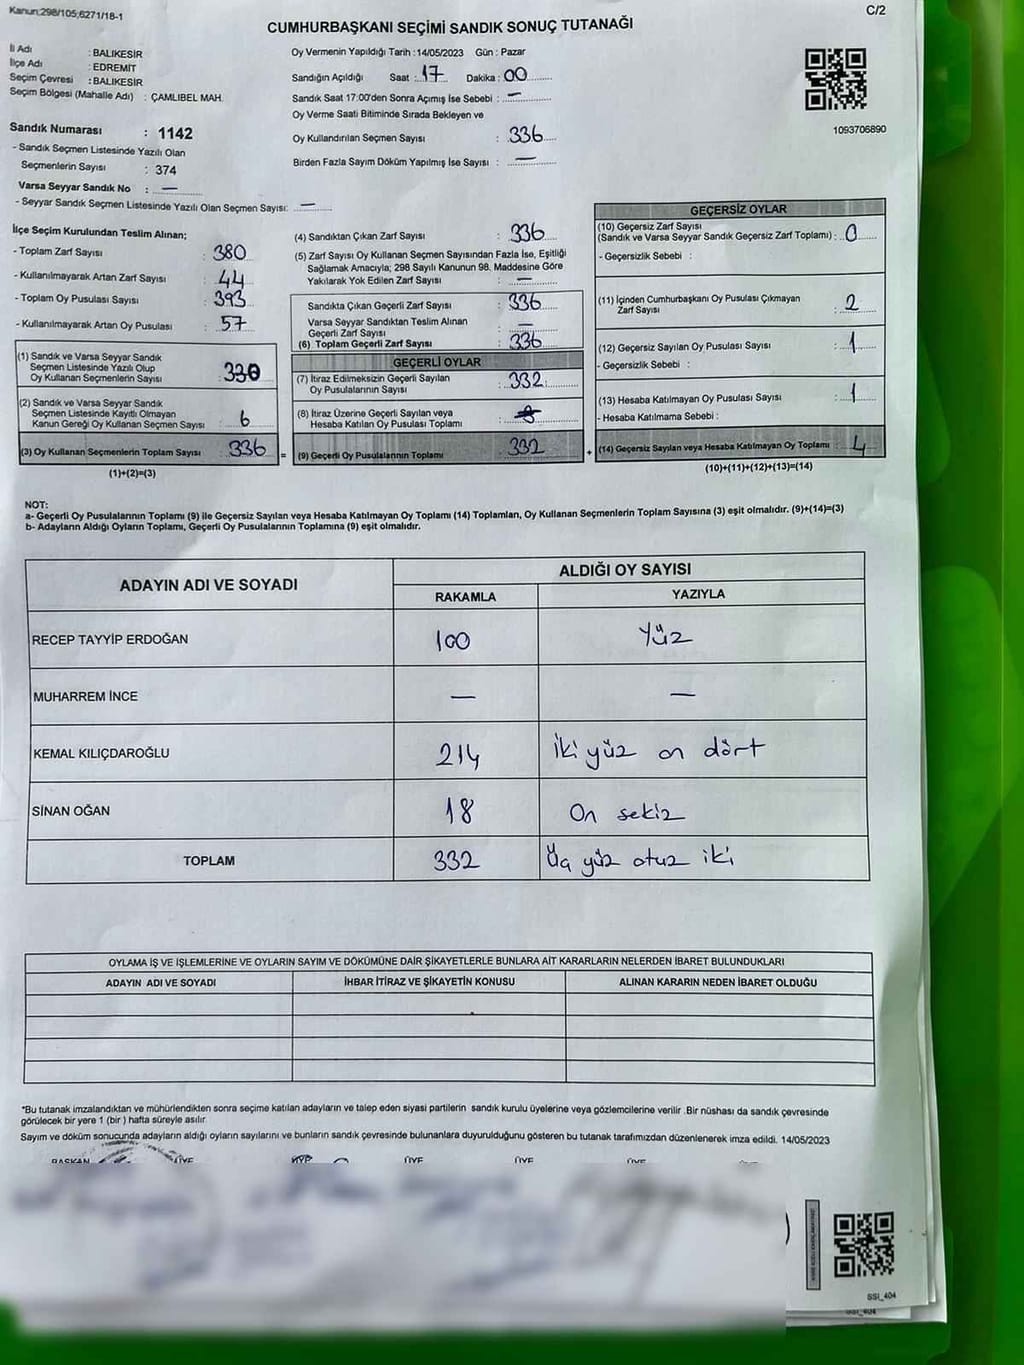 Kanun:298/105;6271/18-1
C/2
CUMHURBAŞKANI SEÇİMİ SANDIK SONUÇ TUTANAĞI
İl Adı : BALIKESİR
İlçe Adı : EDREMİT
Seçim Çevresi : BALIKESİR
Seçim Bölgesi (Mahalle Adı) : ÇAMLIBEL MAH.
Sandık Numarası : 1142
- Sandık Seçmen Listesinde Yazılı Olan
Seçmenlerin Sayısı : 374
Varsa Seyyar Sandık No : —
- Seyyar Sandık Seçmen Listesinde Yazılı Olan Seçmen Sayısı: —
Oy Vermenin Yapıldığı Tarih : 14/05/2023 Gün : Pazar
Sandığın Açıldığı Saat : 17 Dakika : 00
Sandık Saat 17:00'den Sonra Açımış İse Sebebi : —
Oy Verme Saati Bitiminde Sırada Bekleyen ve
Oy Kullandırılan Seçmen Sayısı : 336
Birden Fazla Sayım Döküm Yapılmış İse Sayısı : —
1093706890
İlçe Seçim Kurulundan Teslim Alınan;
- Toplam Zarf Sayısı : 380
- Kullanılmayarak Artan Zarf Sayısı : 44
- Toplam Oy Pusulası Sayısı : 393
- Kullanılmayarak Artan Oy Pusulası : 57
(1) Sandık ve Varsa Seyyar Sandık
Seçmen Listesinde Yazılı Olup
Oy Kullanan Seçmenlerin Sayısı : 330
(2) Sandık ve Varsa Seyyar Sandık
Seçmen Listesinde Kayıtlı Olmayan
Kanun Gereği Oy Kullanan Seçmen Sayısı : 6
(3) Oy Kullanan Seçmenlerin Toplam Sayısı : 336 =
(1)+(2)=(3)
(4) Sandıktan Çıkan Zarf Sayısı : 336
(5) Zarf Sayısı Oy Kullanan Seçmen Sayısından Fazla İse, Eşitliği
Sağlamak Amacıyla; 298 Sayılı Kanunun 98. Maddesine Göre
Yakılarak Yok Edilen Zarf Sayısı : —
Sandıkta Çıkan Geçerli Zarf Sayısı : 336
Varsa Seyyar Sandıktan Teslim Alınan
Geçerli Zarf Sayısı : —
(6) Toplam Geçerli Zarf Sayısı : 336
GEÇERLİ OYLAR
(7) İtiraz Edilmeksizin Geçerli Sayılan
Oy Pusulalarının Sayısı : 332
(8) İtiraz Üzerine Geçerli Sayılan veya
Hesaba Katılan Oy Pusulası Toplamı :
(9) Geçerli Oy Pusulalarının Toplamı : 332 +
GEÇERSİZ OYLAR
(10) Geçersiz Zarf Sayısı
(Sandık ve Varsa Seyyar Sandık Geçersiz Zarf Toplamı) : 0
- Geçersizlik Sebebi :
(11) İçinden Cumhurbaşkanı Oy Pusulası Çıkmayan
Zarf Sayısı : 2
(12) Geçersiz Sayılan Oy Pusulası Sayısı : 1
- Geçersizlik Sebebi :
(13) Hesaba Katılmayan Oy Pusulası Sayısı : 1
- Hesaba Katılmama Sebebi :
(14) Geçersiz Sayılan veya Hesaba Katılmayan Oy Toplamı : 4
(10)+(11)+(12)+(13)=(14)
NOT:
a- Geçerli Oy Pusulalarının Toplamı (9) ile Geçersiz Sayılan veya Hesaba Katılmayan Oy Toplamı (14) Toplamları, Oy Kullanan Seçmenlerin Toplam Sayısına (3) eşit olmalıdır. (9)+(14)=(3)
b- Adayların Aldığı Oyların Toplamı, Geçerli Oy Pusulalarının Toplamına (9) eşit olmalıdır.
ADAYIN ADI VE SOYADI ALDIĞI OY SAYISI
RAKAMLA YAZIYLA
RECEP TAYYİP ERDOĞAN 100 Yüz
MUHARREM İNCE — —
KEMAL KILIÇDAROĞLU 214 İki yüz on dört
SİNAN OĞAN 18 On sekiz
TOPLAM 332 Üç yüz otuz iki
OYLAMA İŞ VE İŞLEMLERİNE VE OYLARIN SAYIM VE DÖKÜMÜNE DAİR ŞİKAYETLERLE BUNLARA AİT KARARLARIN NELERDEN İBARET BULUNDUKLARI
ADAYIN ADI VE SOYADI İHBAR İTİRAZ VE ŞİKAYETİN KONUSU ALINAN KARARIN NEDEN İBARET OLDUĞU
*Bu tutanak imzalandıktan ve mühürlendikten sonra seçime katılan adayların ve talep eden siyasi partilerin sandık kurulu üyelerine veya gözlemcilerine verilir .Bir nüshası da sandık çevresinde
görülecek bir yere 1 (bir ) hafta süreyle asılır.
Sayım ve döküm sonucunda adayların aldığı oyların sayılarını ve bunların sandık çevresinde bulunanlara duyurulduğunu gösteren bu tutanak tarafımızdan düzenlenerek imza edildi. 14/05/2023
BAŞKAN ÜYE ÜYE ÜYE ÜYE ÜYE
SSI_404
SSI_404